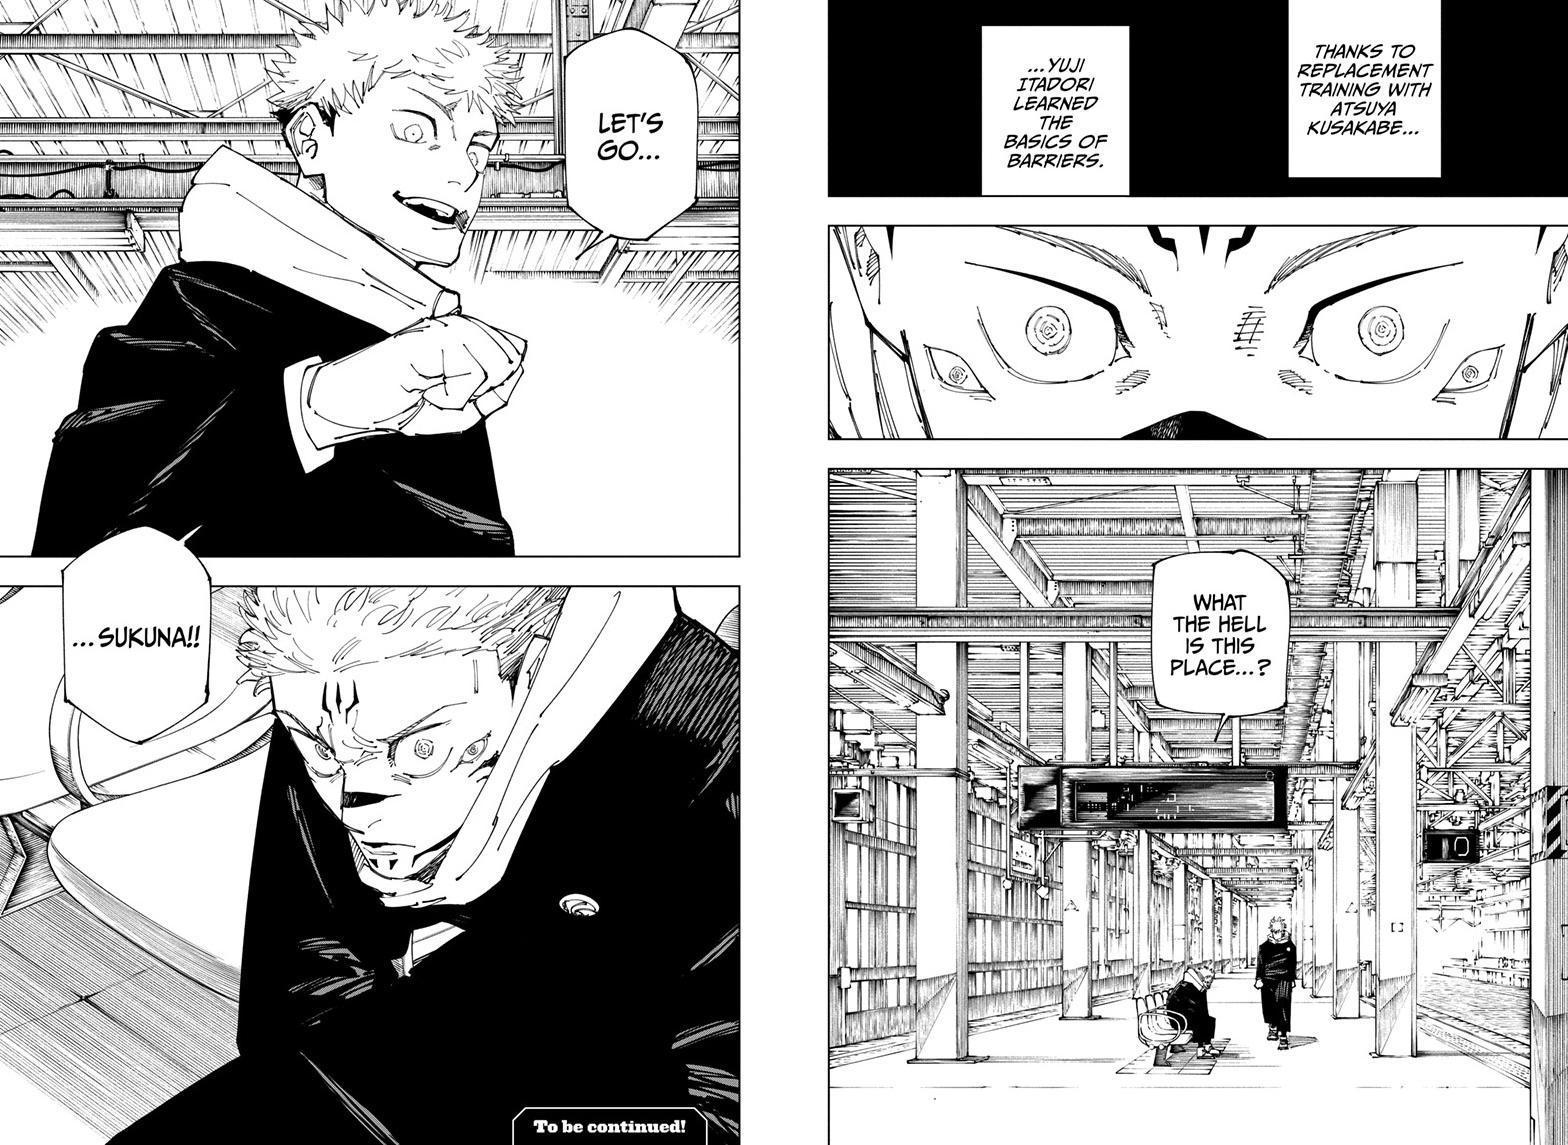 THANKS TO
REPLACEMENT
TRAINING WITH
ATSUYA
KUSAKABE...
...YUJI
ITADORI
LEARNED
THE
BASICS OF
BARRIERS.
WHAT
THE HELL
IS THIS
PLACE...?
LET'S
GO...
...SUKUNA!!
To be continued!